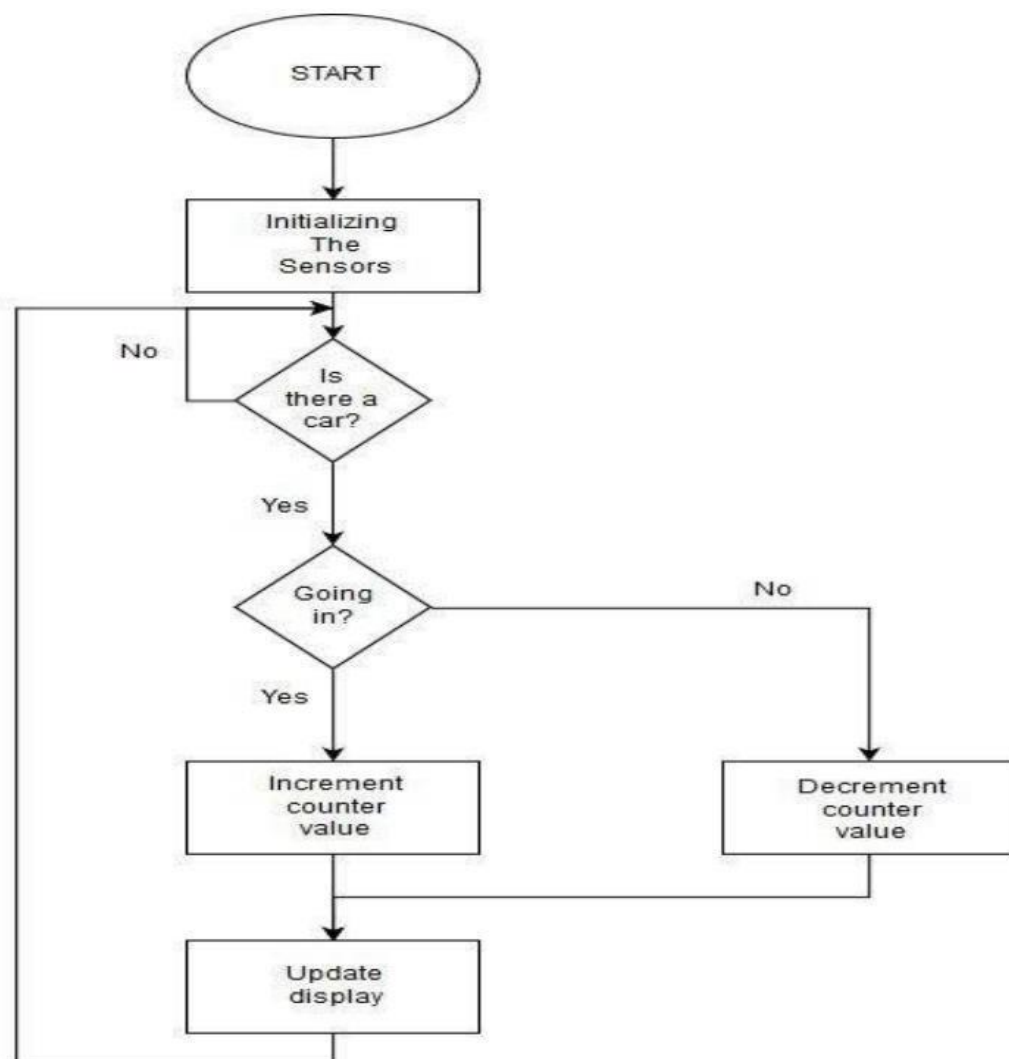 START
Initializing
The
Sensors
No
Is
there a
car?
Yes
Going
in?
No
Yes
Increment
counter
value
Decrement
counter
value
Update
display